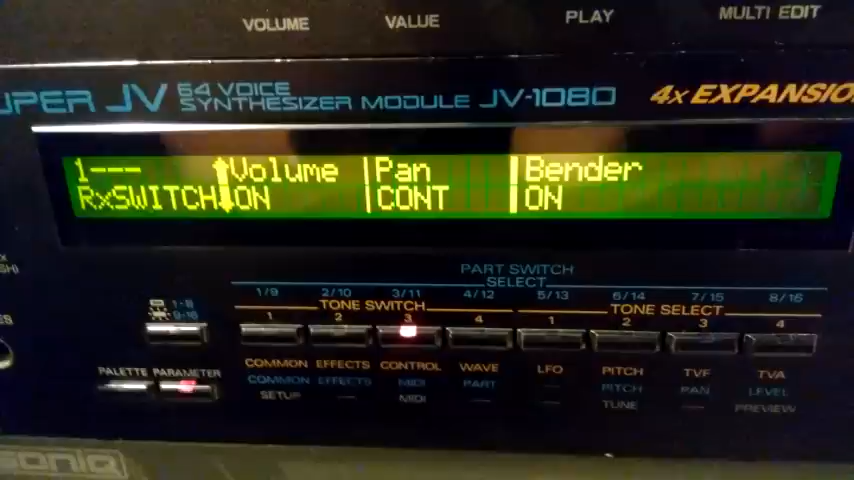 VOLUME VALUE PLAY MULTI EDIT
UPER JV 64 VOICE SYNTHESIZER MODULE JV-1080 4x EXPANSIO
1--- Volume Pan Bender
RxSWITCH ON CONT ON
PART SWITCH
SELECT
1/9 2/10 3/11 4/12 5/13 6/14 7/15 8/16
TONE SWITCH TONE SELECT
1-8
9-16
1 2 3 4 1 2 3 4
COMMON EFFECTS CONTROL WAVE LFO PITCH TVF TVA
COMMON EFFECTS MIDI PART --- PITCH PAN LEVEL
SETUP --- MIDI --- --- TUNE --- PREVIEW
PALETTE PARAMETER
soniq